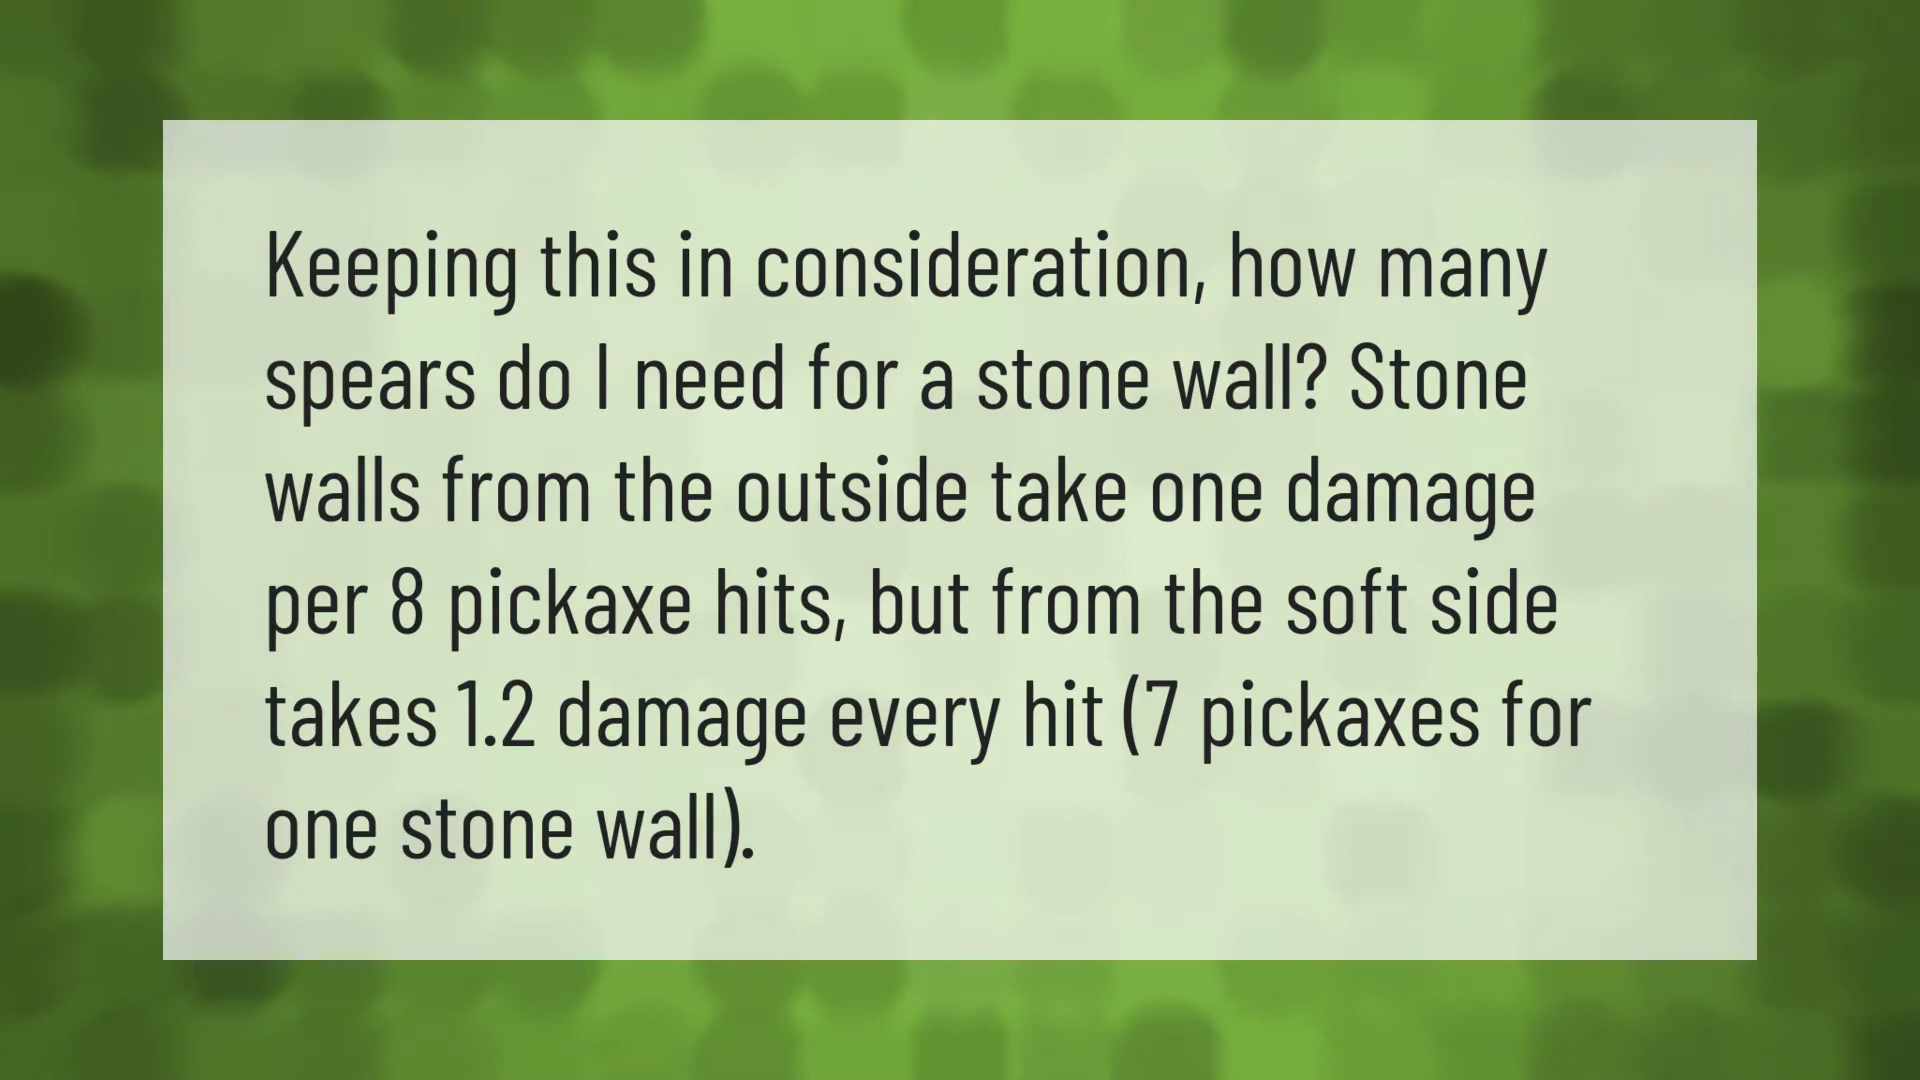 Keeping this in consideration, how many
spears do I need for a stone wall? Stone
walls from the outside take one damage
per 8 pickaxe hits, but from the soft side
takes 1.2 damage every hit (7 pickaxes for
one stone wall).